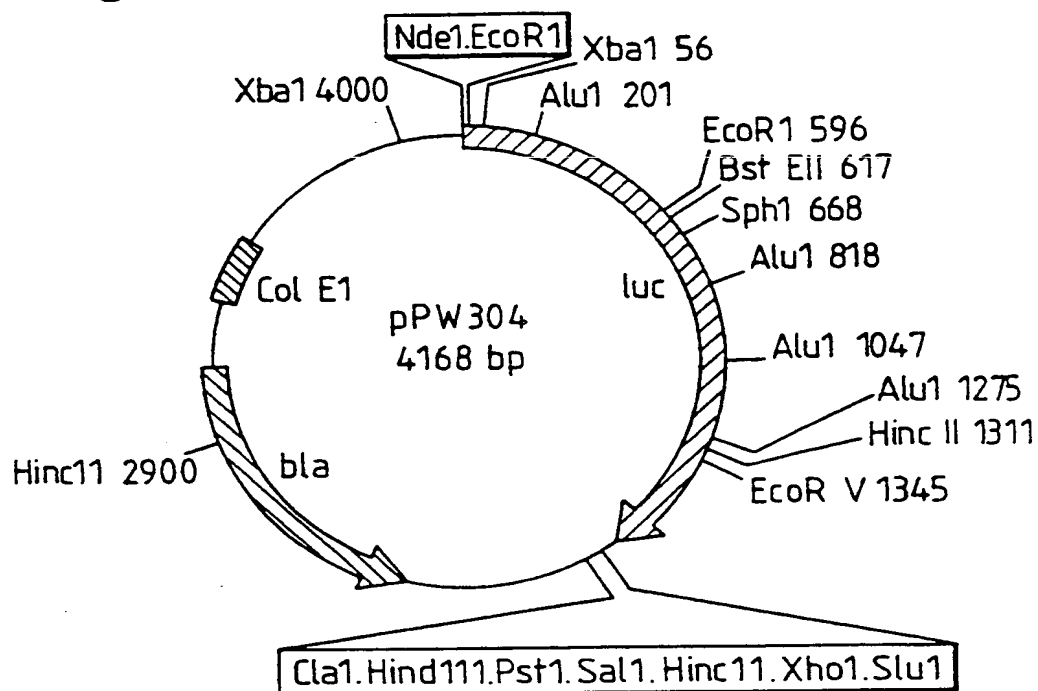 Nde1.EcoR1
Xba1 56
Xba1 4000
Alu1 201
EcoR1 596
Bst EII 617
Sph1 668
Alu1 818
Col E1
luc
pPW304
4168 bp
Alu1 1047
Alu1 1275
Hinc II 1311
Hinc11 2900
bla
EcoR V 1345
Cla1.Hind111.Pst1.Sal1.Hinc11.Xho1.Slu1